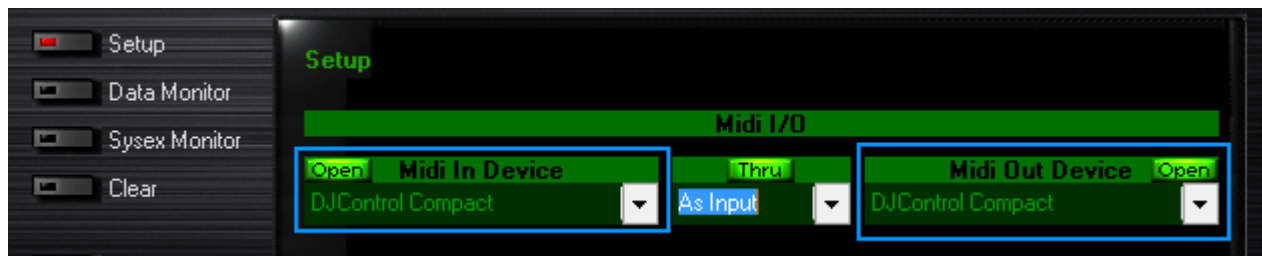 Setup
Data Monitor
Sysex Monitor
Clear
Setup
Midi I/O
Open Midi In Device
Thru
Midi Out Device Open
DJControl Compact
As Input
DJControl Compact